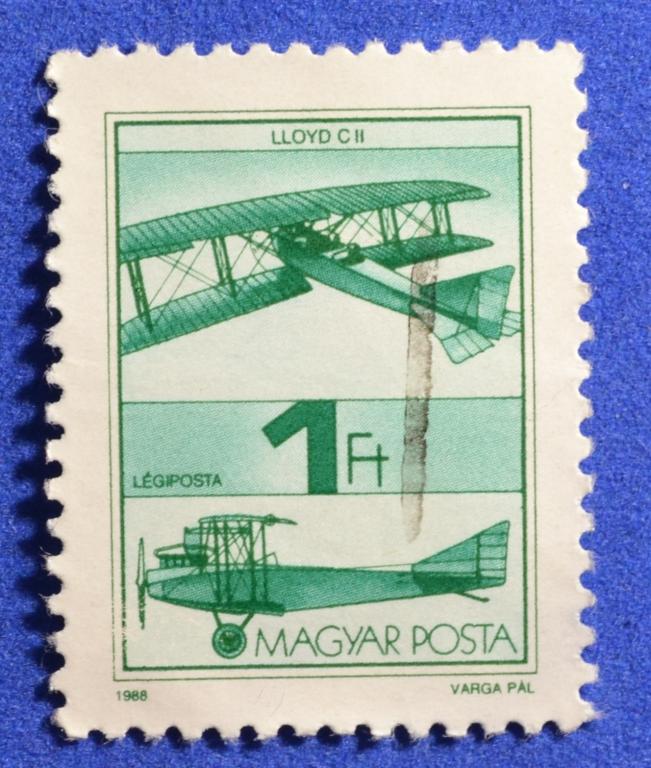 LLOYD C II
1 Ft
LÉGIPOSTA
MAGYAR POSTA
1988
VARGA PÁL